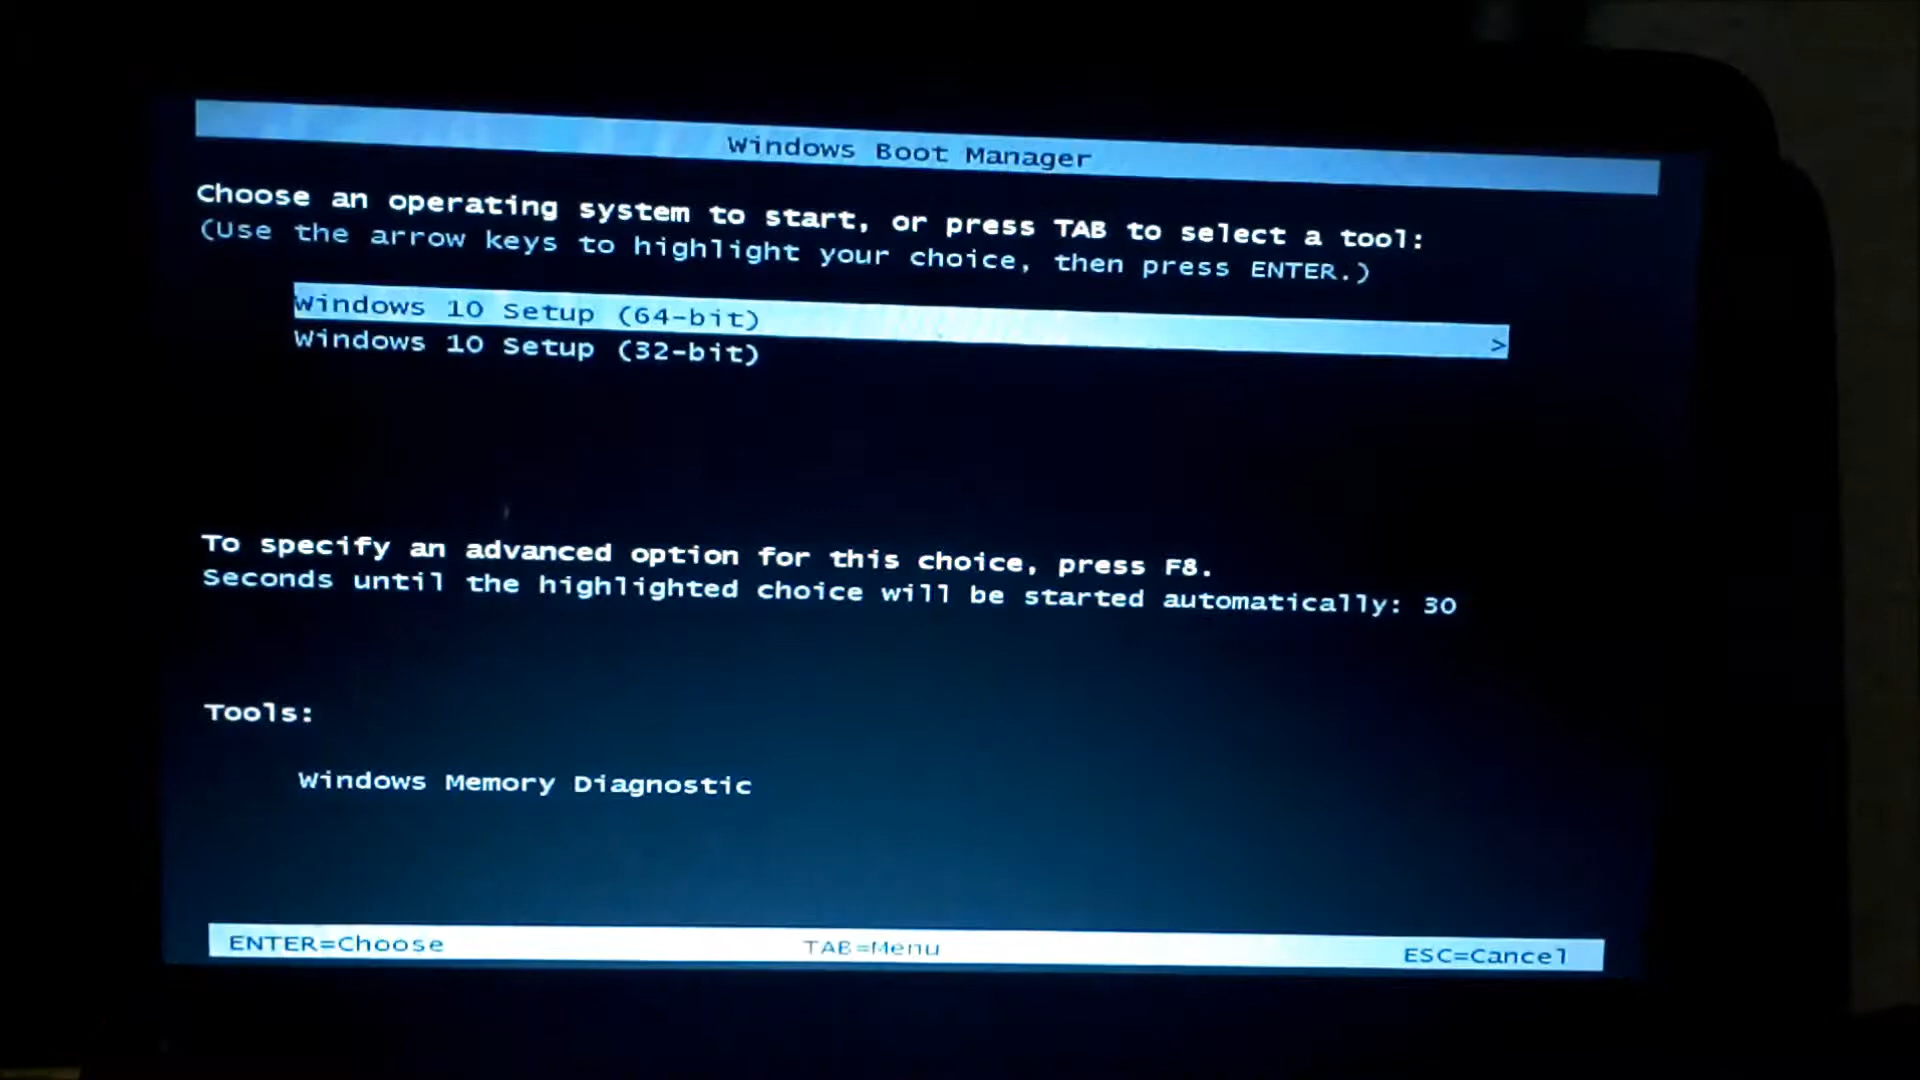 Windows Boot Manager
Choose an operating system to start, or press TAB to select a tool:
(Use the arrow keys to highlight your choice, then press ENTER.)
Windows 10 Setup (64-bit) >
Windows 10 Setup (32-bit)
To specify an advanced option for this choice, press F8.
Seconds until the highlighted choice will be started automatically: 30
Tools:
Windows Memory Diagnostic
ENTER=Choose TAB=Menu ESC=Cancel